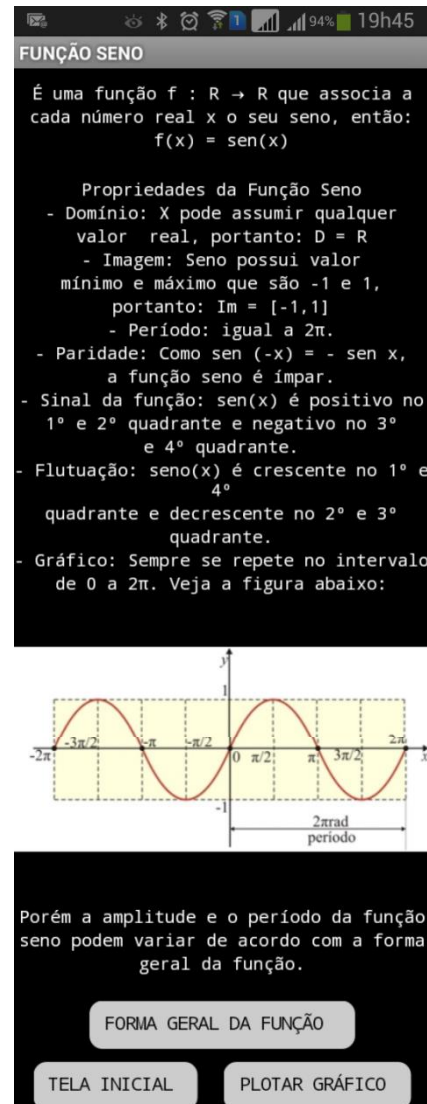 1 94% 19h45
FUNÇÃO SENO
É uma função f : R → R que associa a
cada número real x o seu seno, então:
f(x) = sen(x)
Propriedades da Função Seno
- Domínio: X pode assumir qualquer
valor real, portanto: D = R
- Imagem: Seno possui valor
mínimo e máximo que são -1 e 1,
portanto: Im = [-1,1]
- Período: igual a 2π.
- Paridade: Como sen (-x) = - sen x,
a função seno é ímpar.
- Sinal da função: sen(x) é positivo no
1º e 2º quadrante e negativo no 3º
e 4º quadrante.
- Flutuação: seno(x) é crescente no 1º e
4º
quadrante e decrescente no 2º e 3º
quadrante.
- Gráfico: Sempre se repete no intervalo
de 0 a 2π. Veja a figura abaixo:
y
1
-2π -3π/2 -π -π/2 0 π/2 π 3π/2 2π x
-1
2πrad
período
Porém a amplitude e o período da função
seno podem variar de acordo com a forma
geral da função.
FORMA GERAL DA FUNÇÃO
TELA INICIAL PLOTAR GRÁFICO